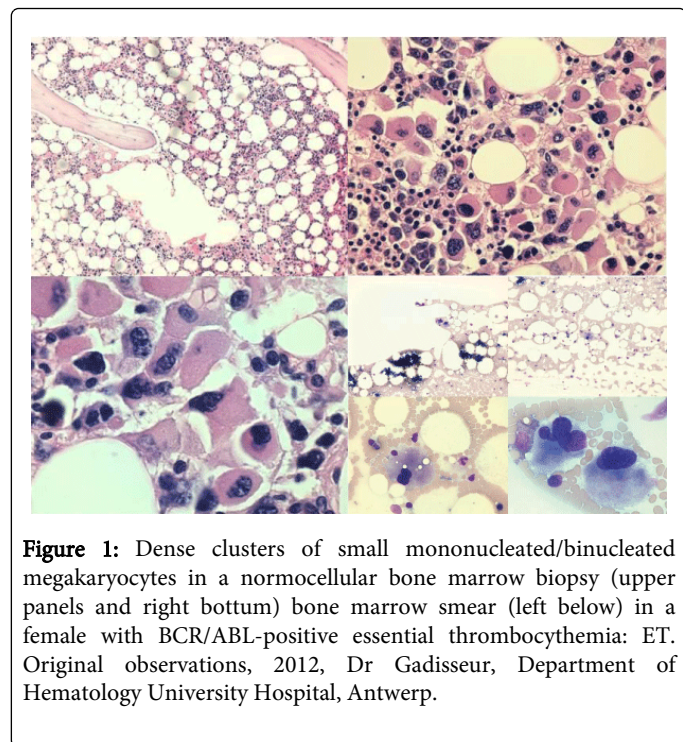 Figure 1: Dense clusters of small mononucleated/binucleated
megakaryocytes in a normocellular bone marrow biopsy (upper
panels and right bottum) bone marrow smear (left below) in a
female with BCR/ABL-positive essential thrombocythemia: ET.
Original observations, 2012, Dr Gadisseur, Department of
Hematology University Hospital, Antwerp.